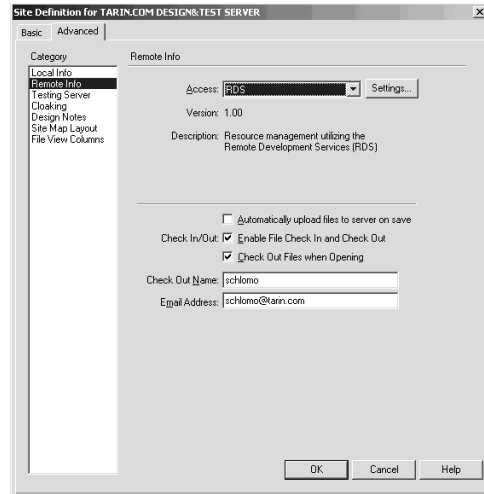 Site Definition for TARIN.COM DESIGN&TEST SERVER
Basic Advanced
Category
Remote Info
Local Info
Remote Info
Testing Server
Cloaking
Design Notes
Site Map Layout
File View Columns
Access: RDS Settings...
Version: 1.00
Description: Resource management utilizing the
Remote Development Services (RDS)
Automatically upload files to server on save
Check In/Out: Enable File Check In and Check Out
Check Out Files when Opening
Check Out Name: schlomo
Email Address: schlomo@tarin.com
OK Cancel Help